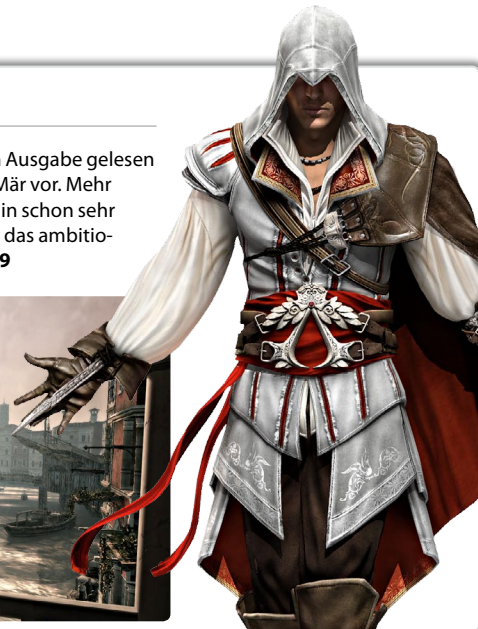 Ausgabe gelesen
Mär vor. Mehr
in schon sehr
das ambitio-
9